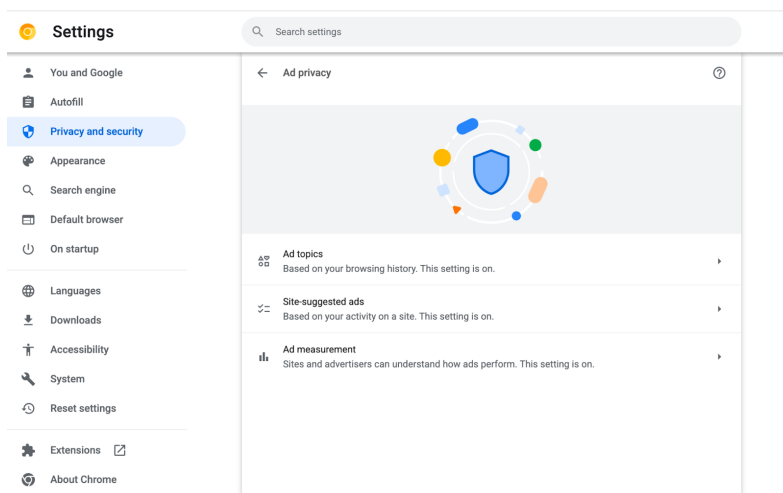 Settings
Search settings
You and Google
Autofill
Privacy and security
Appearance
Search engine
Default browser
On startup
Languages
Downloads
Accessibility
System
Reset settings
Extensions
About Chrome
Ad privacy
Ad topics
Based on your browsing history. This setting is on.
Site-suggested ads
Based on your activity on a site. This setting is on.
Ad measurement
Sites and advertisers can understand how ads perform. This setting is on.